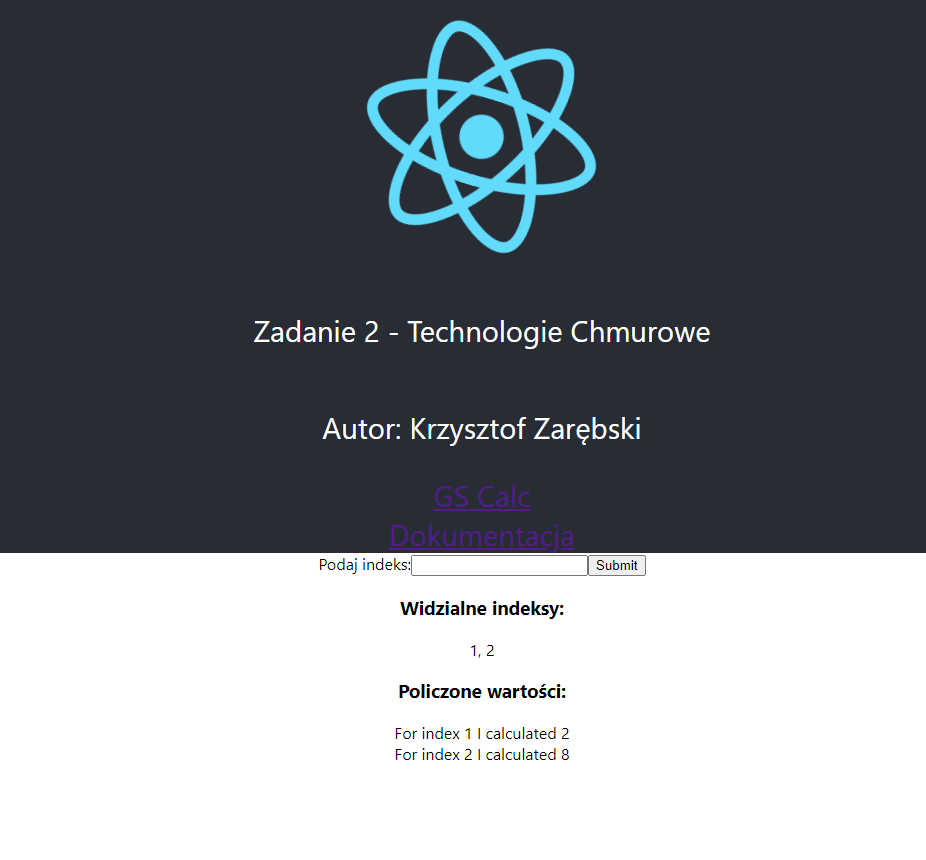 Zadanie 2 - Technologie Chmurowe
Autor: Krzysztof Zarębski
GS Calc
Dokumentacja
Podaj indeks: Submit
Widzialne indeksy:
1, 2
Policzone wartości:
For index 1 I calculated 2
For index 2 I calculated 8